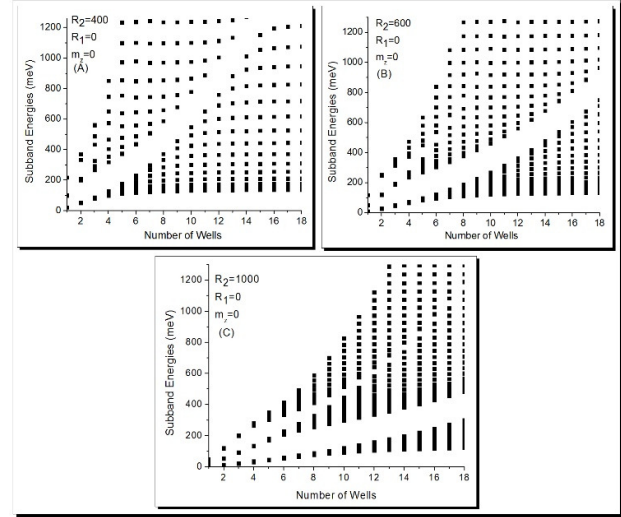 R2=400
R1=0
mz=0
(A)
1200
1000
800
600
400
200
0
Subband Energies (meV)
2 4 6 8 10 12 14 16 18
Number of Wells
R2=600
R1=0
mz=0
(B)
1200
1000
800
600
400
200
0
Subband Energies (meV)
2 4 6 8 10 12 14 16 18
Number of Wells
R2=1000
R1=0
mz=0
(C)
1200
1000
800
600
400
200
0
Subband Energies (meV)
2 4 6 8 10 12 14 16 18
Number of Wells